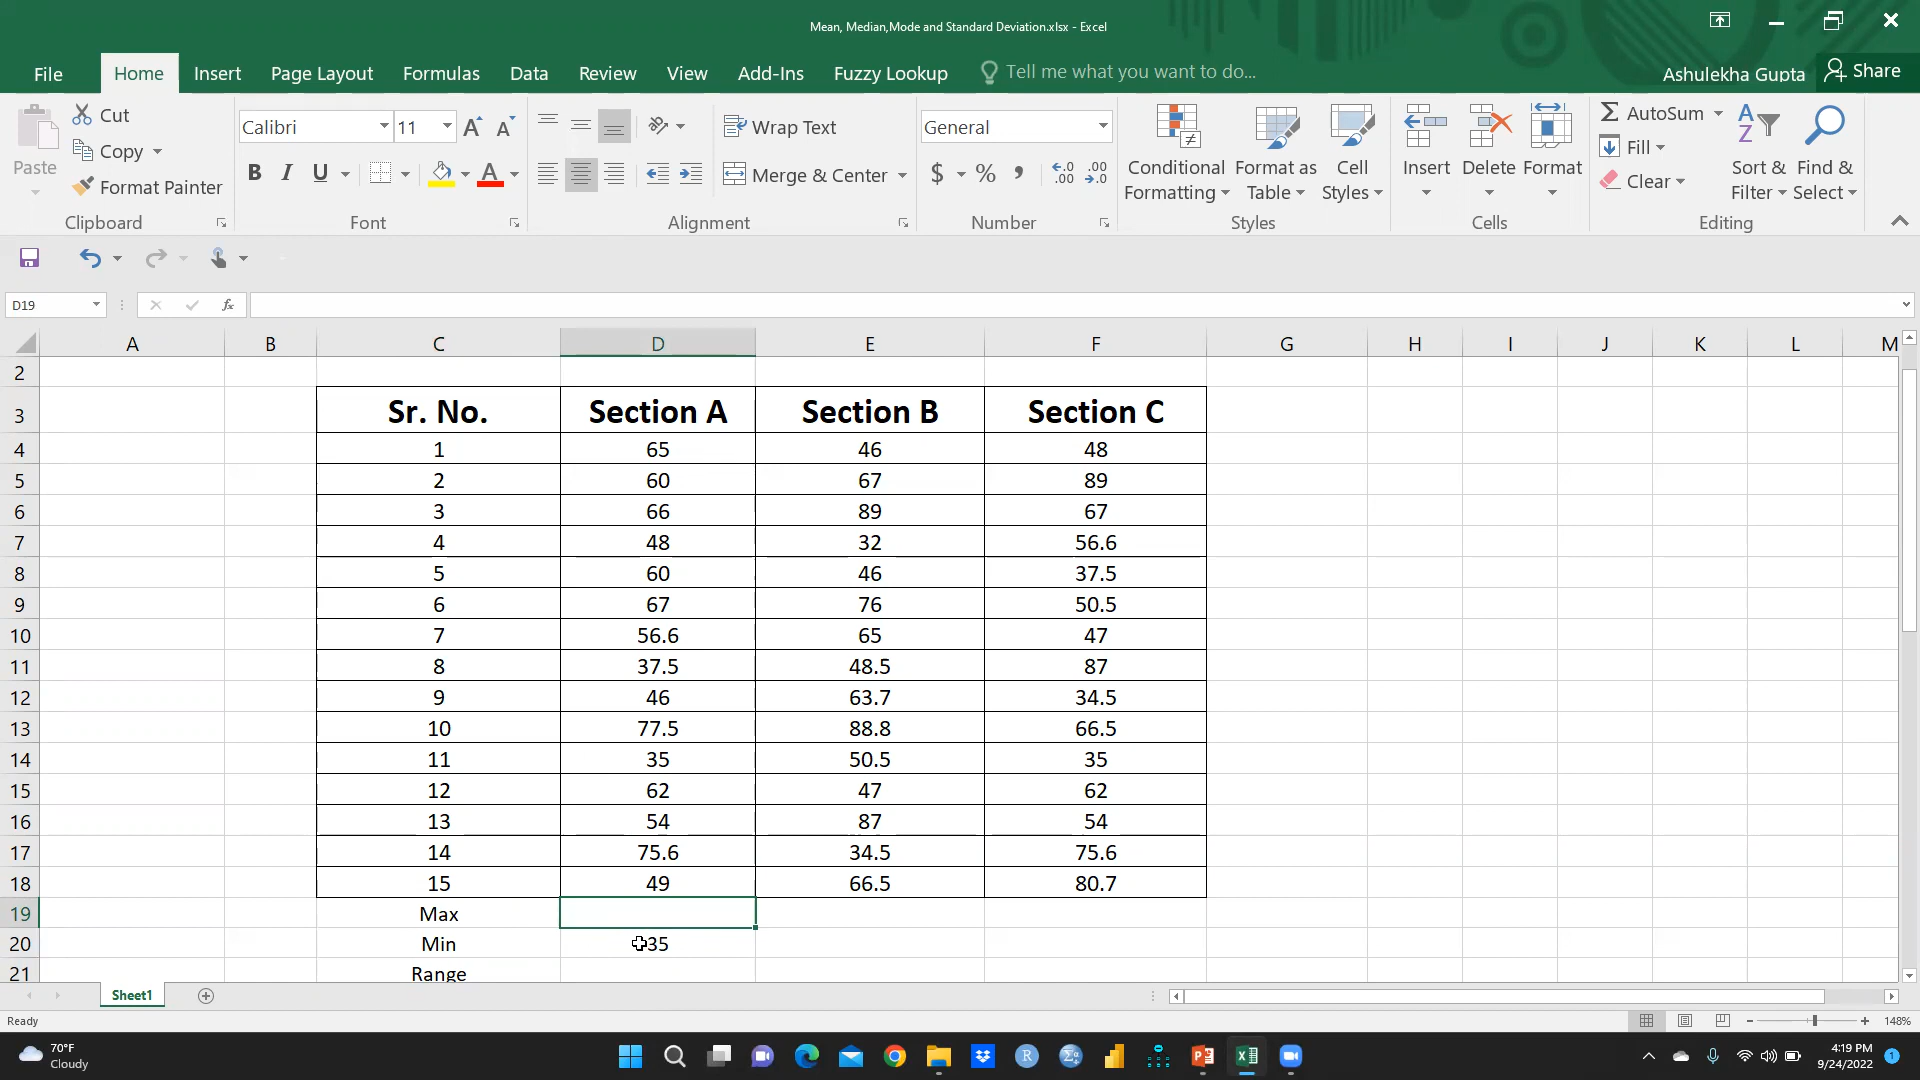 Mean, Median,Mode and Standard Deviation.xlsx - Excel
File Home Insert Page Layout Formulas Data Review View Add-Ins Fuzzy Lookup Tell me what you want to do... Ashulekha Gupta Share
Paste
Cut
Copy
Format Painter
Clipboard
Calibri 11
B I U
Font
Wrap Text
Merge & Center
Alignment
General
$ % ,
Number
Conditional Formatting
Format as Table
Cell Styles
Styles
Insert Delete Format
Cells
AutoSum
Fill
Clear
Sort & Filter
Find & Select
Editing
D19 fx
A B C D E F G H I J K L M
2
3 Sr. No. Section A Section B Section C
4 1 65 46 48
5 2 60 67 89
6 3 66 89 67
7 4 48 32 56.6
8 5 60 46 37.5
9 6 67 76 50.5
10 7 56.6 65 47
11 8 37.5 48.5 87
12 9 46 63.7 34.5
13 10 77.5 88.8 66.5
14 11 35 50.5 35
15 12 62 47 62
16 13 54 87 54
17 14 75.6 34.5 75.6
18 15 49 66.5 80.7
19 Max
20 Min 35
21 Range
Sheet1
Ready 148%
70°F
Cloudy
4:19 PM
9/24/2022
1